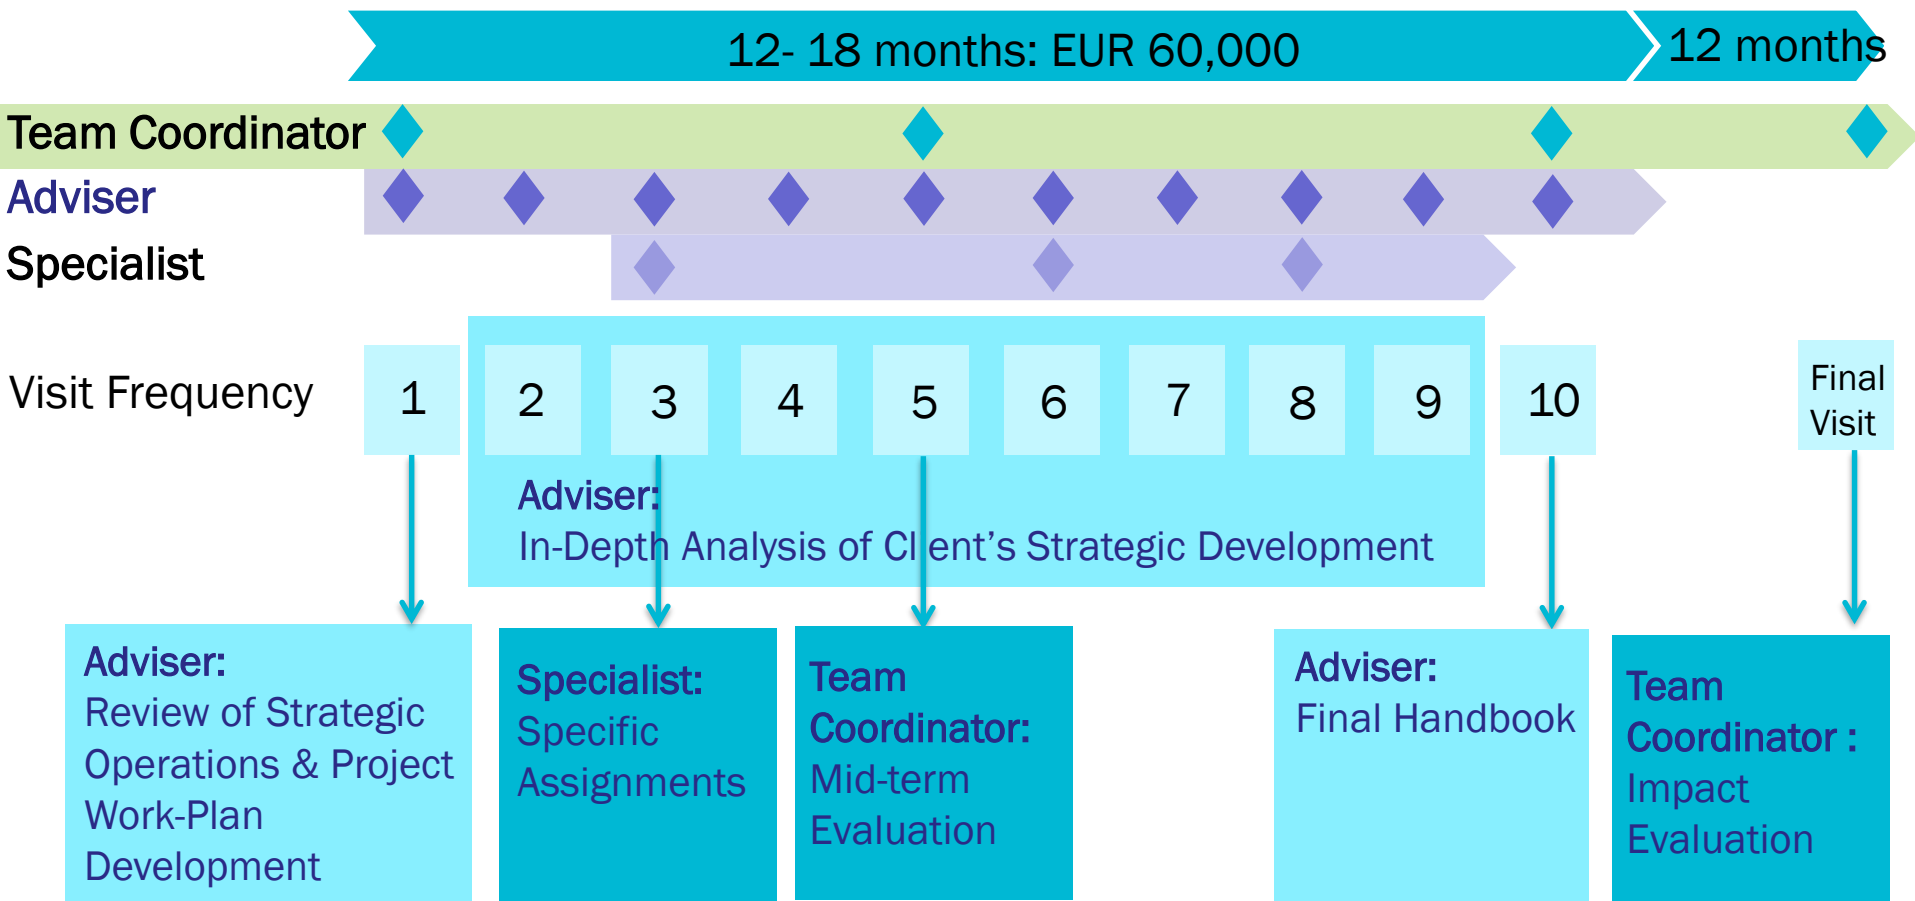 12- 18 months: EUR 60,000
12 months
Team Coordinator
Adviser
Specialist
Visit Frequency
1
2
3
4
5
6
7
8
9
10
Final
Visit
Adviser:
In-Depth Analysis of Client's Strategic Development
Adviser:
Review of Strategic
Operations & Project
Work-Plan
Development
Specialist:
Specific
Assignments
Team
Coordinator:
Mid-term
Evaluation
Adviser:
Final Handbook
Team
Coordinator :
Impact
Evaluation